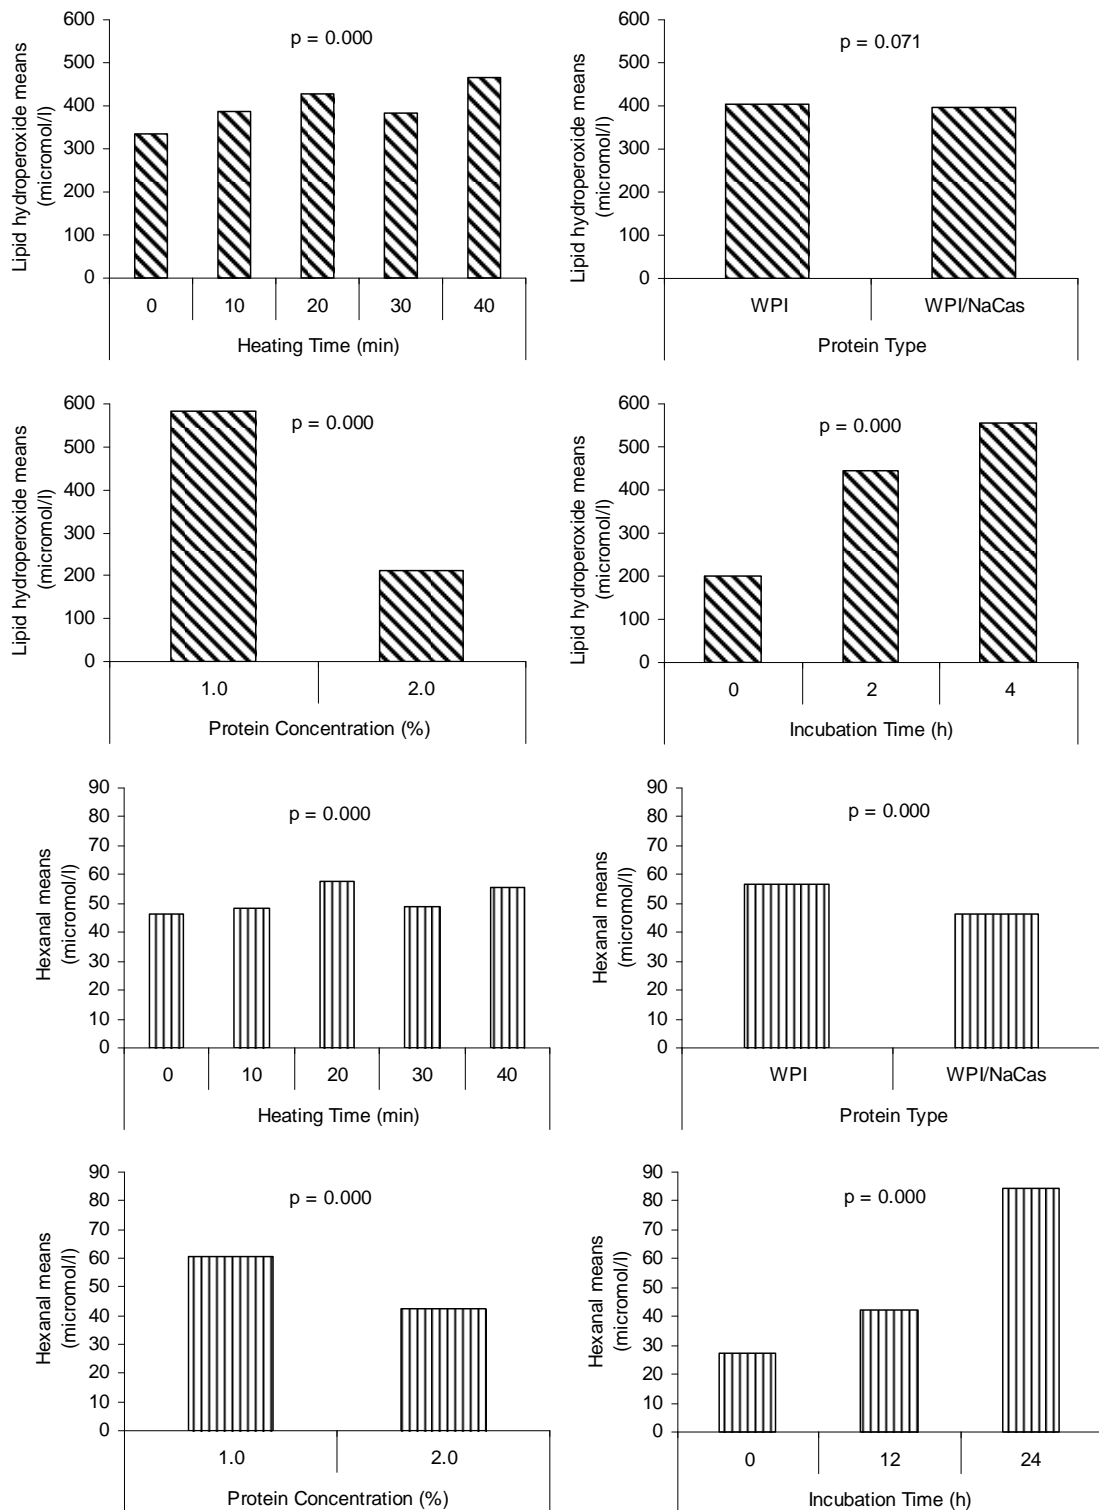 Lipid hydroperoxide means
(micromol/l)
600
500
400
300
200
100
0
p = 0.000
0 10 20 30 40
Heating Time (min)
Lipid hydroperoxide means
(micromol/l)
600
500
400
300
200
100
0
p = 0.071
WPI WPI/NaCas
Protein Type
Lipid hydroperoxide means
(micromol/l)
600
500
400
300
200
100
0
p = 0.000
1.0 2.0
Protein Concentration (%)
Lipid hydroperoxide means
(micromol/l)
600
500
400
300
200
100
0
p = 0.000
0 2 4
Incubation Time (h)
Hexanal means
(micromol/l)
90
80
70
60
50
40
30
20
10
0
p = 0.000
0 10 20 30 40
Heating Time (min)
Hexanal means
(micromol/l)
90
80
70
60
50
40
30
20
10
0
p = 0.000
WPI WPI/NaCas
Protein Type
Hexanal means
(micromol/l)
90
80
70
60
50
40
30
20
10
0
p = 0.000
1.0 2.0
Protein Concentration (%)
Hexanal means
(micromol/l)
90
80
70
60
50
40
30
20
10
0
p = 0.000
0 12 24
Incubation Time (h)